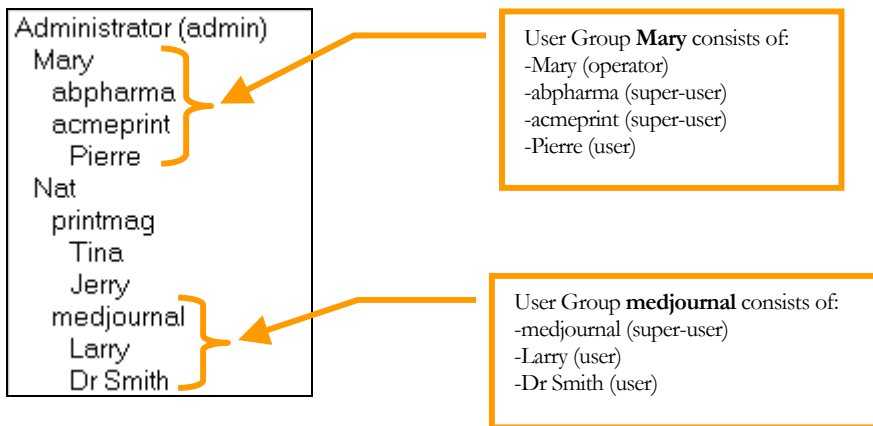 Administrator (admin)
Mary
abpharma
acmeprint
Pierre
Nat
printmag
Tina
Jerry
medjournal
Larry
Dr Smith
User Group Mary consists of:
-Mary (operator)
-abpharma (super-user)
-acmeprint (super-user)
-Pierre (user)
User Group medjournal consists of:
-medjournal (super-user)
-Larry (user)
-Dr Smith (user)